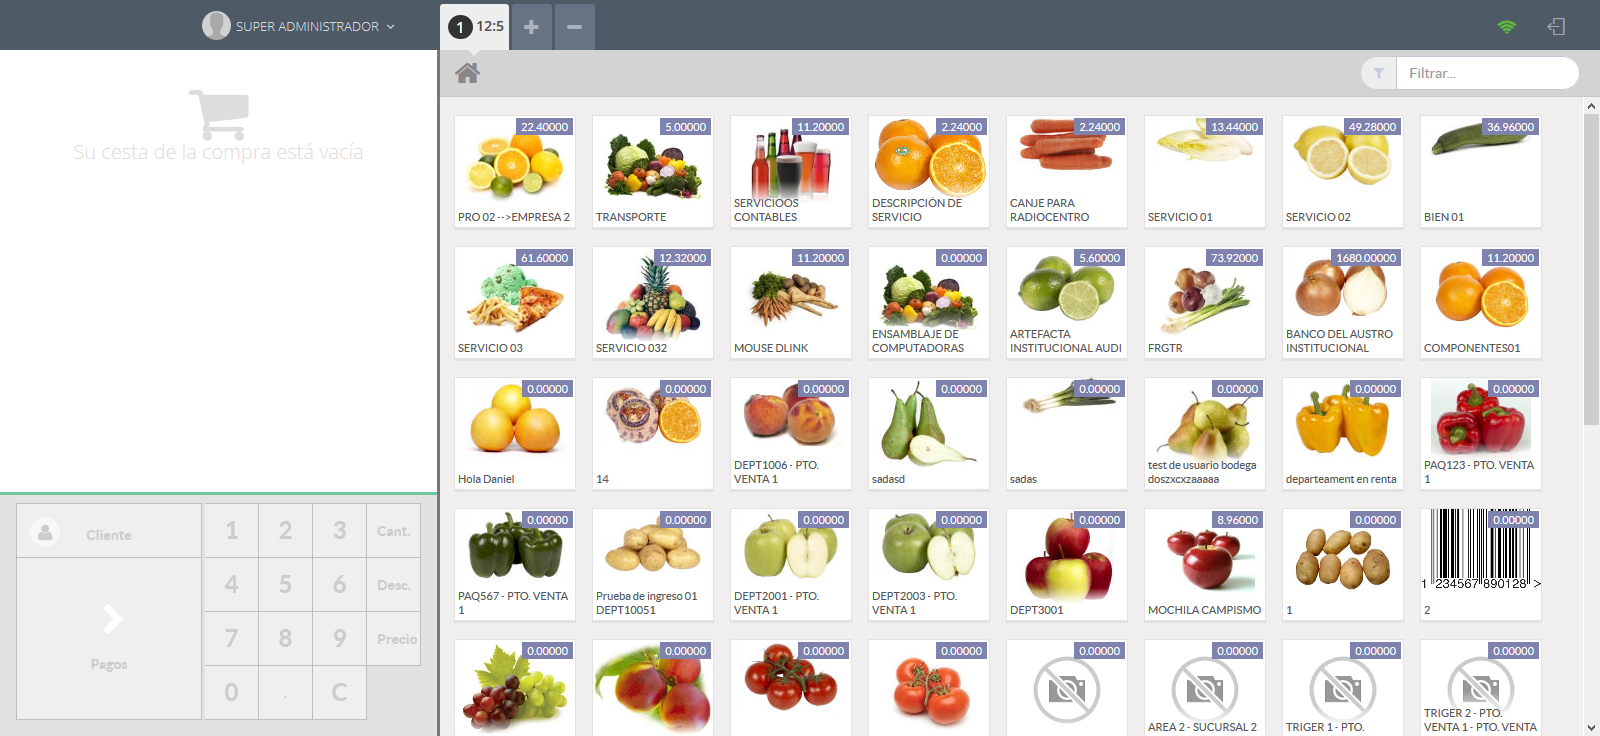 SUPER ADMINISTRADOR
1 12:5
Filtrar...
Su cesta de la compra está vacía
22.40000
PRO 02 -->EMPRESA 2
5.00000
TRANSPORTE
11.20000
SERVICIOOS
CONTABLES
2.24000
DESCRIPCIÓN DE
SERVICIO
2.24000
CANJE PARA
RADIOCENTRO
13.44000
SERVICIO 01
49.28000
SERVICIO 02
36.96000
BIEN 01
61.60000
SERVICIO 03
12.32000
SERVICIO 032
11.20000
MOUSE DLINK
0.00000
ENSAMBLAJE DE
COMPUTADORAS
5.60000
ARTEFACTA
INSTITUCIONAL AUDI
73.92000
FRGTR
1680.00000
BANCO DEL AUSTRO
INSTITUCIONAL
11.20000
COMPONENTES01
0.00000
Hola Daniel
0.00000
14
0.00000
DEPT1006 - PTO.
VENTA 1
0.00000
sadasd
0.00000
sadas
0.00000
test de usuario bodega
doszxcxzaaaaa
0.00000
departeament en renta
0.00000
PAQ123 - PTO. VENTA
1
0.00000
PAQ567 - PTO. VENTA
1
0.00000
Prueba de ingreso 01
DEPT10051
0.00000
DEPT2001 - PTO.
VENTA 1
0.00000
DEPT2003 - PTO.
VENTA 1
0.00000
DEPT3001
8.96000
MOCHILA CAMPISMO
0.00000
1
0.00000
1 234567 890128 >
2
0.00000
0.00000
0.00000
0.00000
0.00000
0.00000
AREA 2 - SUCURSAL 2
0.00000
TRIGER 1 - PTO.
0.00000
TRIGER 2 - PTO.
VENTA 1 - PTO. VENTA
Cliente
Pagos
1 2 3 Cant.
4 5 6 Desc.
7 8 9 Precio
0 . C